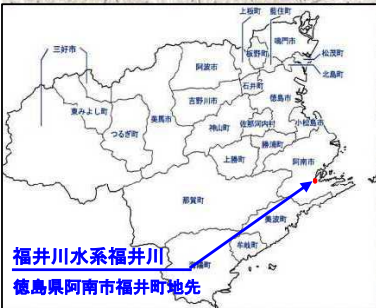 上板町
藍住町
三好市
鳴門市
阿波市
板野町
松茂町
北島町
石井町
吉野川市
徳島市
東みよし町
美馬市
つるぎ町
神山町
佐那河内村
小松島市
勝浦町
上勝町
阿南市
那賀町
美波町
牟岐町
福井川水系福井川
徳島県阿南市福井町地先